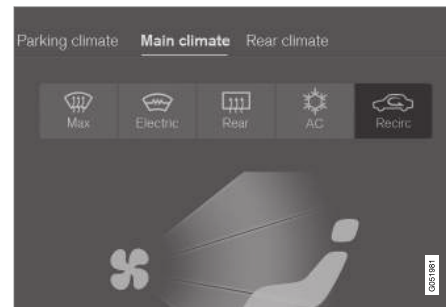 Parking climate Main climate Rear climate
Max Electric Rear AC Recirc
G051981